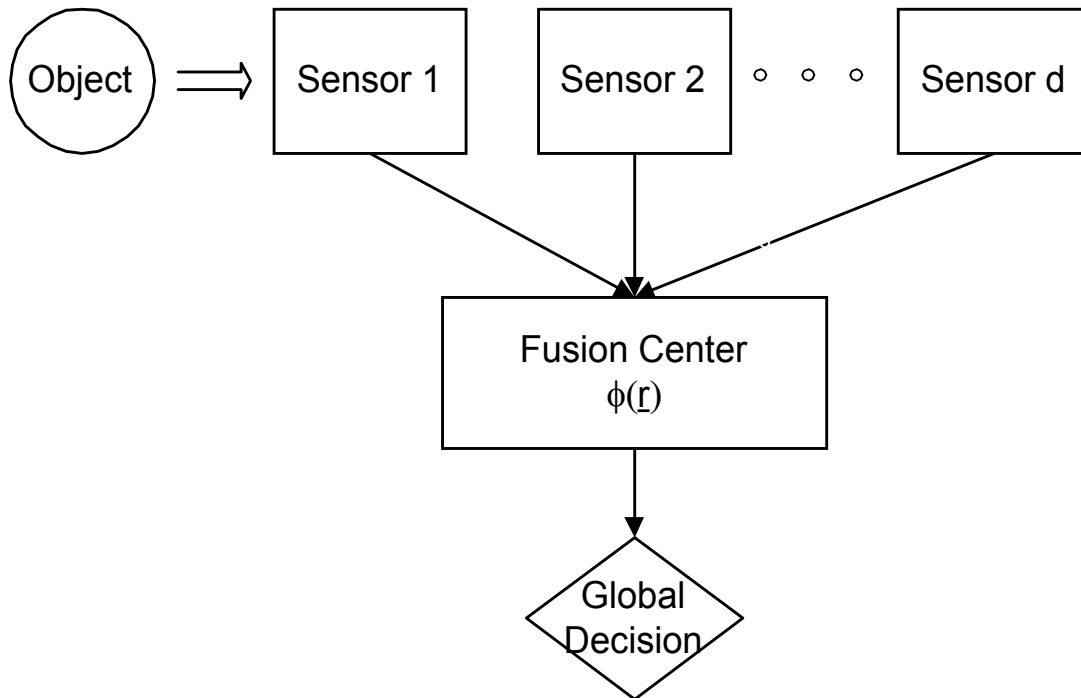 Object
Sensor 1
Sensor 2
Sensor d
Fusion Center
ϕ(r)
Global
Decision